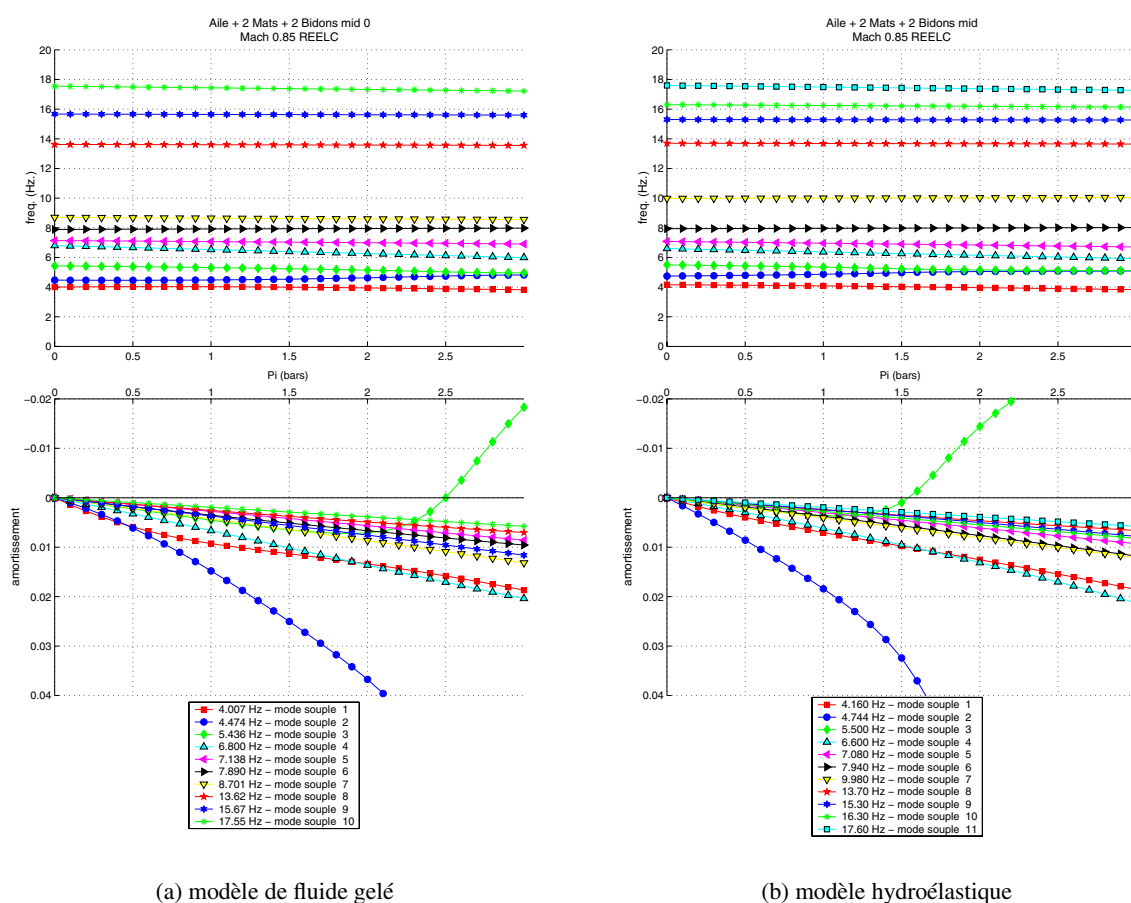 Aile + 2 Mats + 2 Bidons mid 0
Mach 0.85 REELC
20
18
16
14
12
10
8
6
4
2
0
freq. (Hz.)
0 0.5 1 1.5 2 2.5
Pi (bars)
0 0.5 1 1.5 2 2.5
−0.02
−0.01
0
0.01
0.02
0.03
0.04
amortissement
4.007 Hz − mode souple 1
4.474 Hz − mode souple 2
5.436 Hz − mode souple 3
6.800 Hz − mode souple 4
7.138 Hz − mode souple 5
7.890 Hz − mode souple 6
8.701 Hz − mode souple 7
13.62 Hz − mode souple 8
15.67 Hz − mode souple 9
17.55 Hz − mode souple 10
(a) modèle de fluide gelé
Aile + 2 Mats + 2 Bidons mid
Mach 0.85 REELC
20
18
16
14
12
10
8
6
4
2
0
freq. (Hz.)
0 0.5 1 1.5 2 2.5
Pi (bars)
0 0.5 1 1.5 2 2.5
−0.02
−0.01
0
0.01
0.02
0.03
0.04
amortissement
4.160 Hz − mode souple 1
4.744 Hz − mode souple 2
5.500 Hz − mode souple 3
6.600 Hz − mode souple 4
7.080 Hz − mode souple 5
7.940 Hz − mode souple 6
9.980 Hz − mode souple 7
13.70 Hz − mode souple 8
15.30 Hz − mode souple 9
16.30 Hz − mode souple 10
17.60 Hz − mode souple 11
(b) modèle hydroélastique